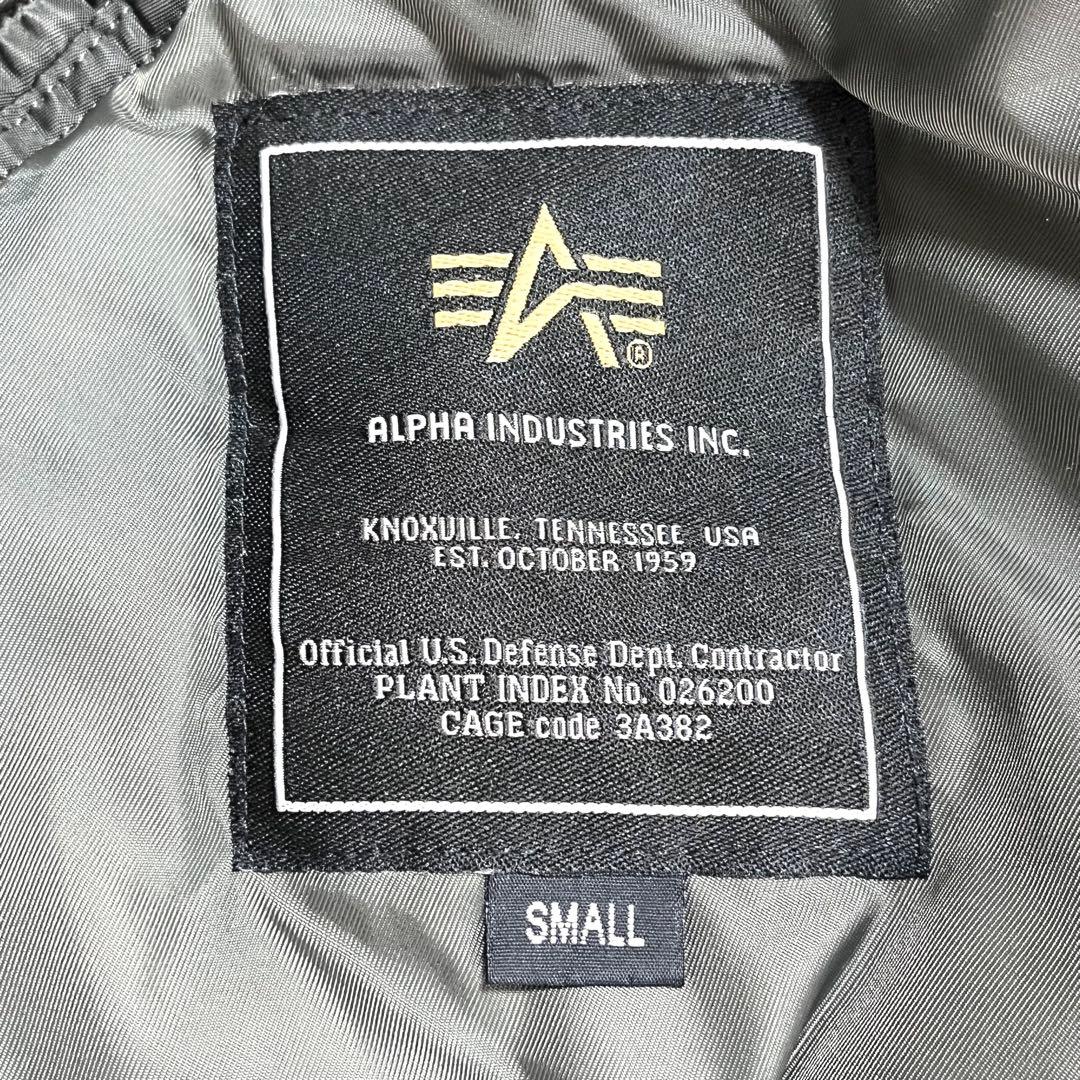 ®
ALPHA INDUSTRIES INC.
KNOXVILLE, TENNESSEE USA
EST. OCTOBER 1959
Official U.S. Defense Dept. Contractor
PLANT INDEX No. 026200
CAGE code 3A382
SMALL